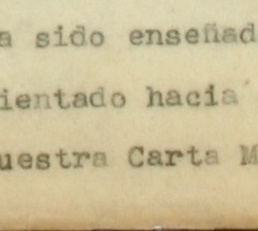 a sido enseñad
ientado hacia
uestra Carta M